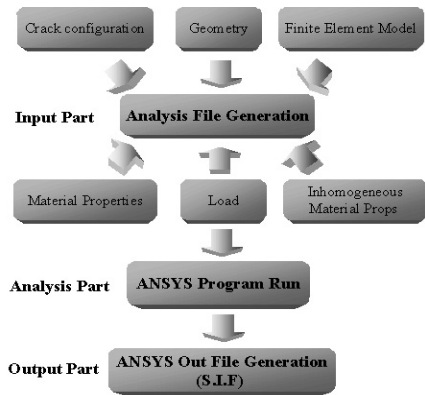 Crack configuration
Geometry
Finite Element Model
Input Part
Analysis File Generation
Material Properties
Load
Inhomogeneous
Material Props
Analysis Part
ANSYS Program Run
Output Part
ANSYS Out File Generation
(S.I.F)